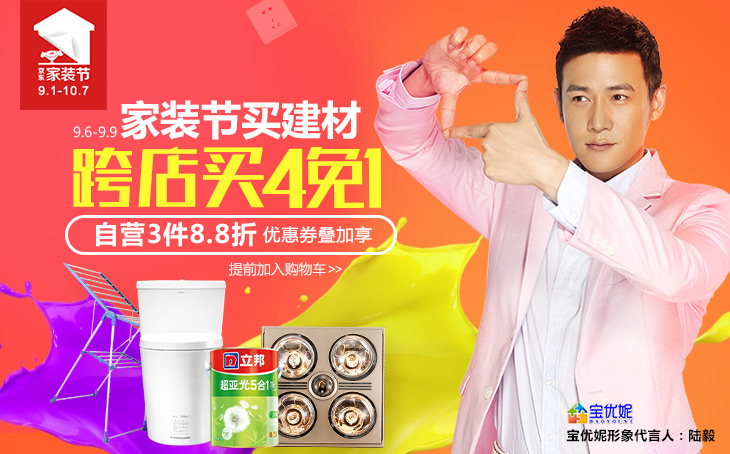 京东
家装节
9.1-10.7
9.6-9.9 家装节买建材
跨店买4免1
自营3件8.8折 优惠券叠加享
提前加入购物车>>
立邦
超亚光5合1
宝优妮
BAOYOUNI
宝优妮形象代言人：陆毅